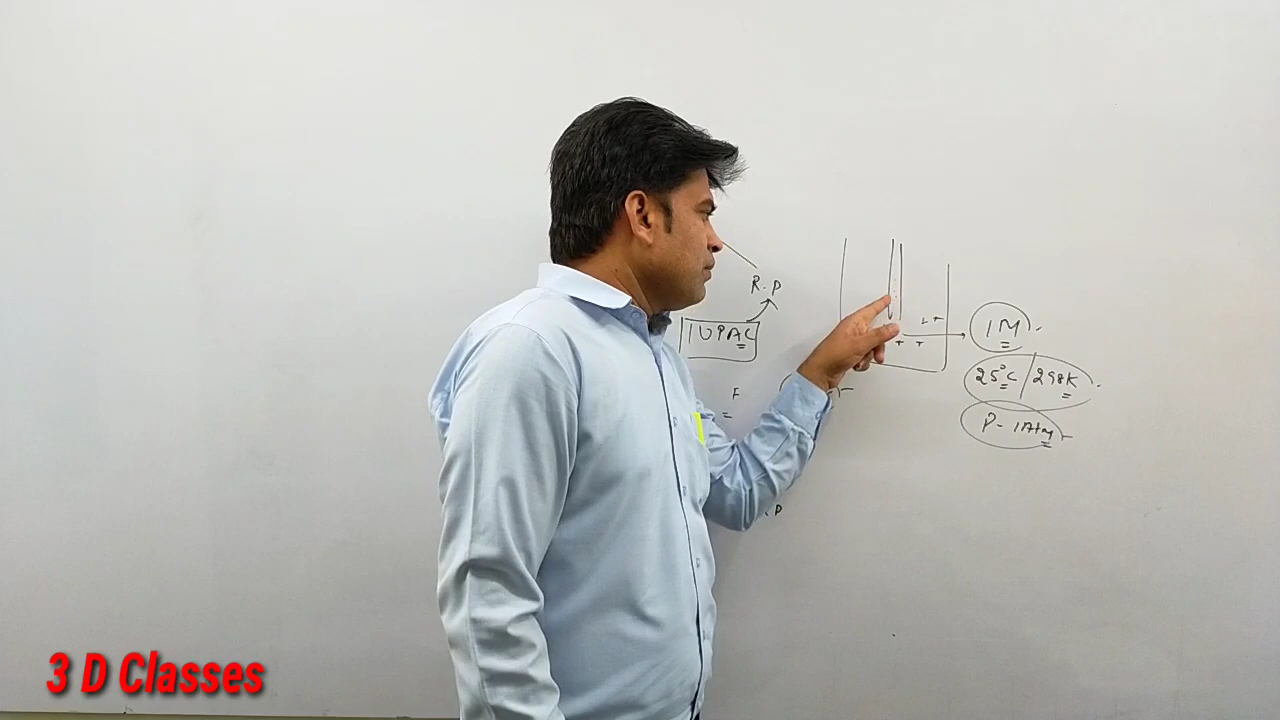 R.P
IUPAC
1M
25°C / 298K
P - 1Atm
F
.P
3 D Classes